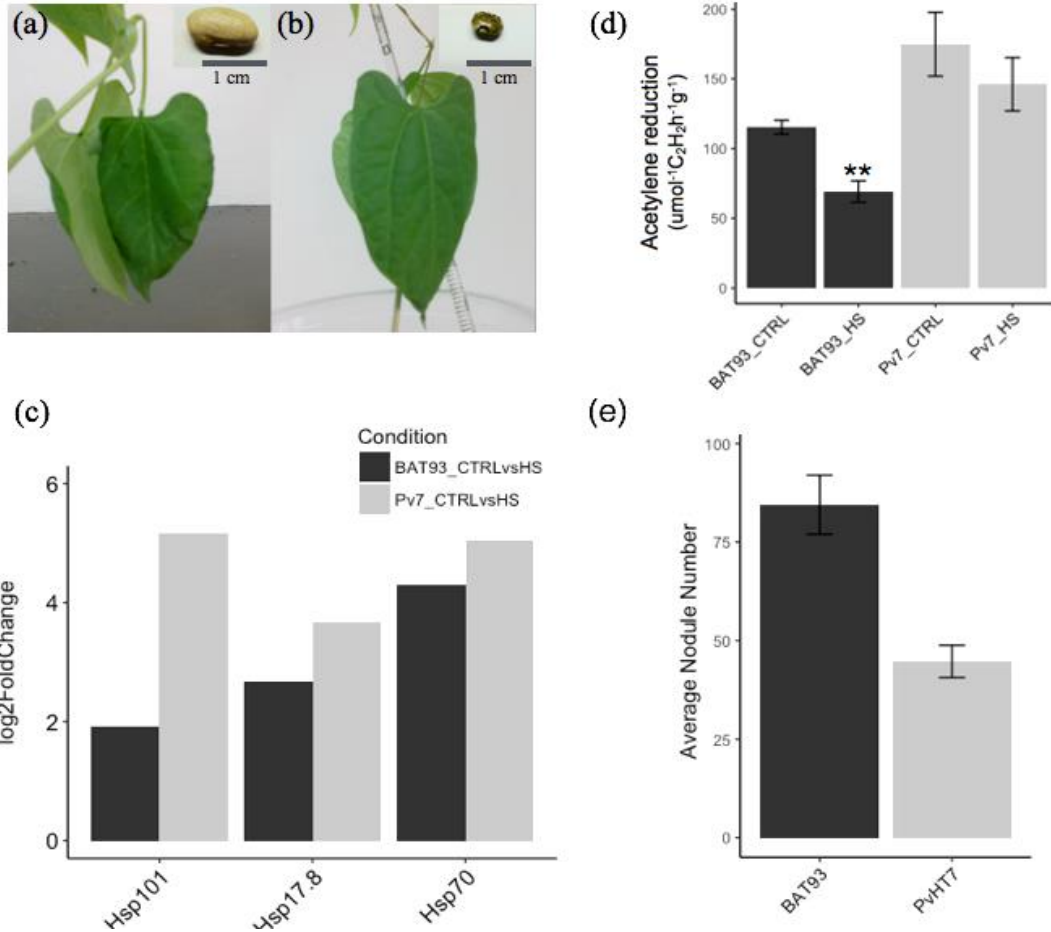 (a)
1 cm
(b)
1 cm
(d)
Acetylene reduction
(umol⁻¹C₂H₂h⁻¹g⁻¹)
200
150
100
50
0
**
BAT93_CTRL
BAT93_HS
Pv7_CTRL
Pv7_HS
(c)
Condition
BAT93_CTRLvsHS
Pv7_CTRLvsHS
log2FoldChange
6
4
2
0
Hsp101
Hsp17.8
Hsp70
(e)
Average Nodule Number
100
75
50
25
0
BAT93
PvHT7